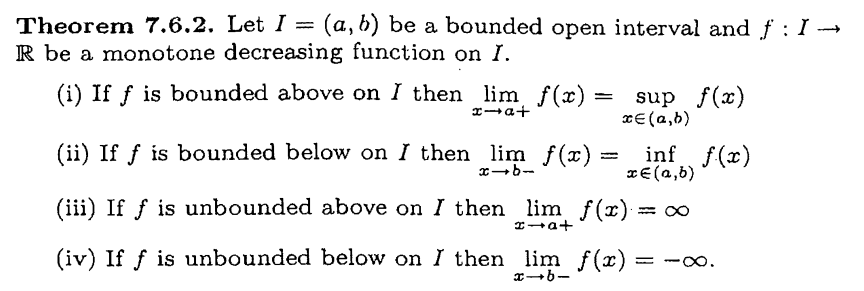 Theorem 7.6.2. Let I = (a, b) be a bounded open interval and f : I →
ℝ be a monotone decreasing function on I.
(i) If f is bounded above on I then lim_{x→a+} f(x) = sup_{x∈(a,b)} f(x)
(ii) If f is bounded below on I then lim_{x→b−} f(x) = inf_{x∈(a,b)} f(x)
(iii) If f is unbounded above on I then lim_{x→a+} f(x) = ∞
(iv) If f is unbounded below on I then lim_{x→b−} f(x) = −∞.